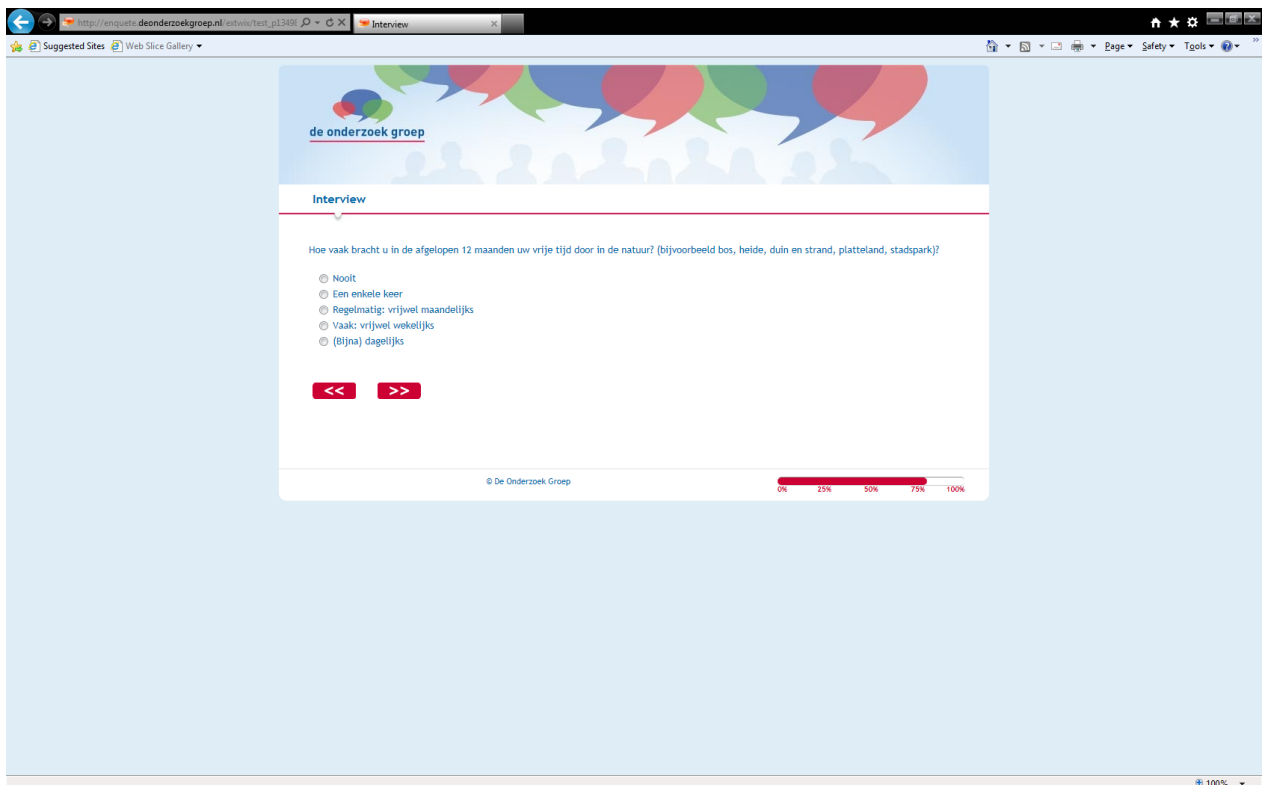 http://enquete.deonderzoekgroep.nl/extwix/test_p1349
Interview
Suggested Sites
Web Slice Gallery
Page
Safety
Tools
de onderzoek groep
Interview
Hoe vaak bracht u in de afgelopen 12 maanden uw vrije tijd door in de natuur? (bijvoorbeeld bos, heide, duin en strand, platteland, stadspark)?
Nooit
Een enkele keer
Regelmatig: vrijwel maandelijks
Vaak: vrijwel wekelijks
(Bijna) dagelijks
<< >>
© De Onderzoek Groep
0% 25% 50% 75% 100%
100%